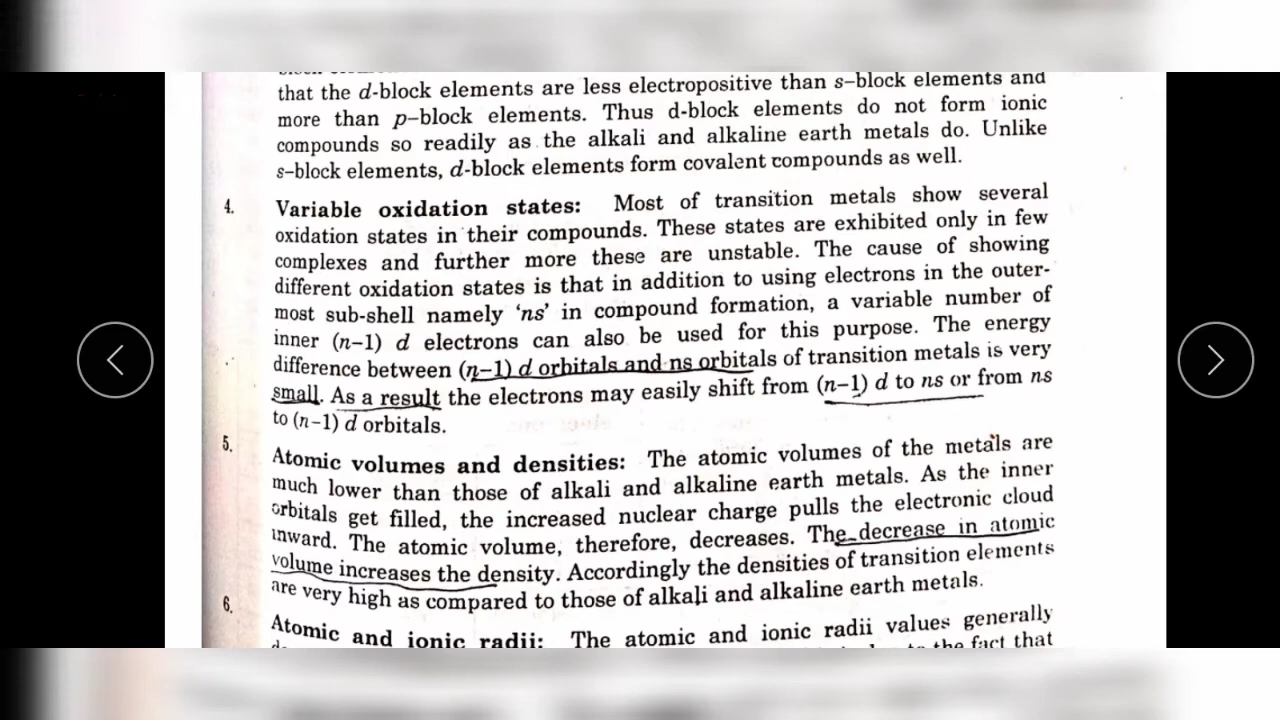 that the d-block elements are less electropositive than s–block elements and
more than p–block elements. Thus d-block elements do not form ionic
compounds so readily as the alkali and alkaline earth metals do. Unlike
s–block elements, d-block elements form covalent compounds as well.
4. Variable oxidation states: Most of transition metals show several
oxidation states in their compounds. These states are exhibited only in few
complexes and further more these are unstable. The cause of showing
different oxidation states is that in addition to using electrons in the outer-
most sub-shell namely ‘ns’ in compound formation, a variable number of
inner (n–1) d electrons can also be used for this purpose. The energy
difference between (n–1) d orbitals and ns orbitals of transition metals is very
small. As a result the electrons may easily shift from (n–1) d to ns or from ns
to (n–1) d orbitals.
5. Atomic volumes and densities: The atomic volumes of the metals are
much lower than those of alkali and alkaline earth metals. As the inner
orbitals get filled, the increased nuclear charge pulls the electronic cloud
inward. The atomic volume, therefore, decreases. The decrease in atomic
volume increases the density. Accordingly the densities of transition elements
are very high as compared to those of alkali and alkaline earth metals.
6. Atomic and ionic radii: The atomic and ionic radii values generally
the fact that